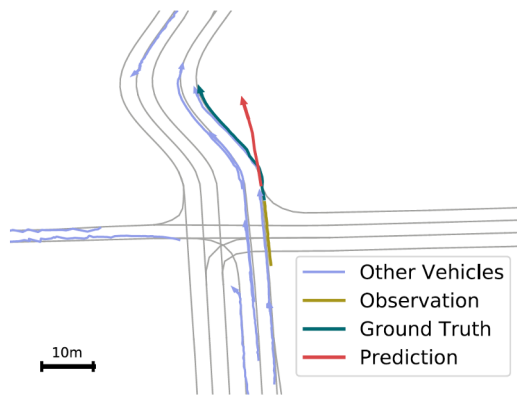 Other Vehicles
Observation
Ground Truth
Prediction
10m